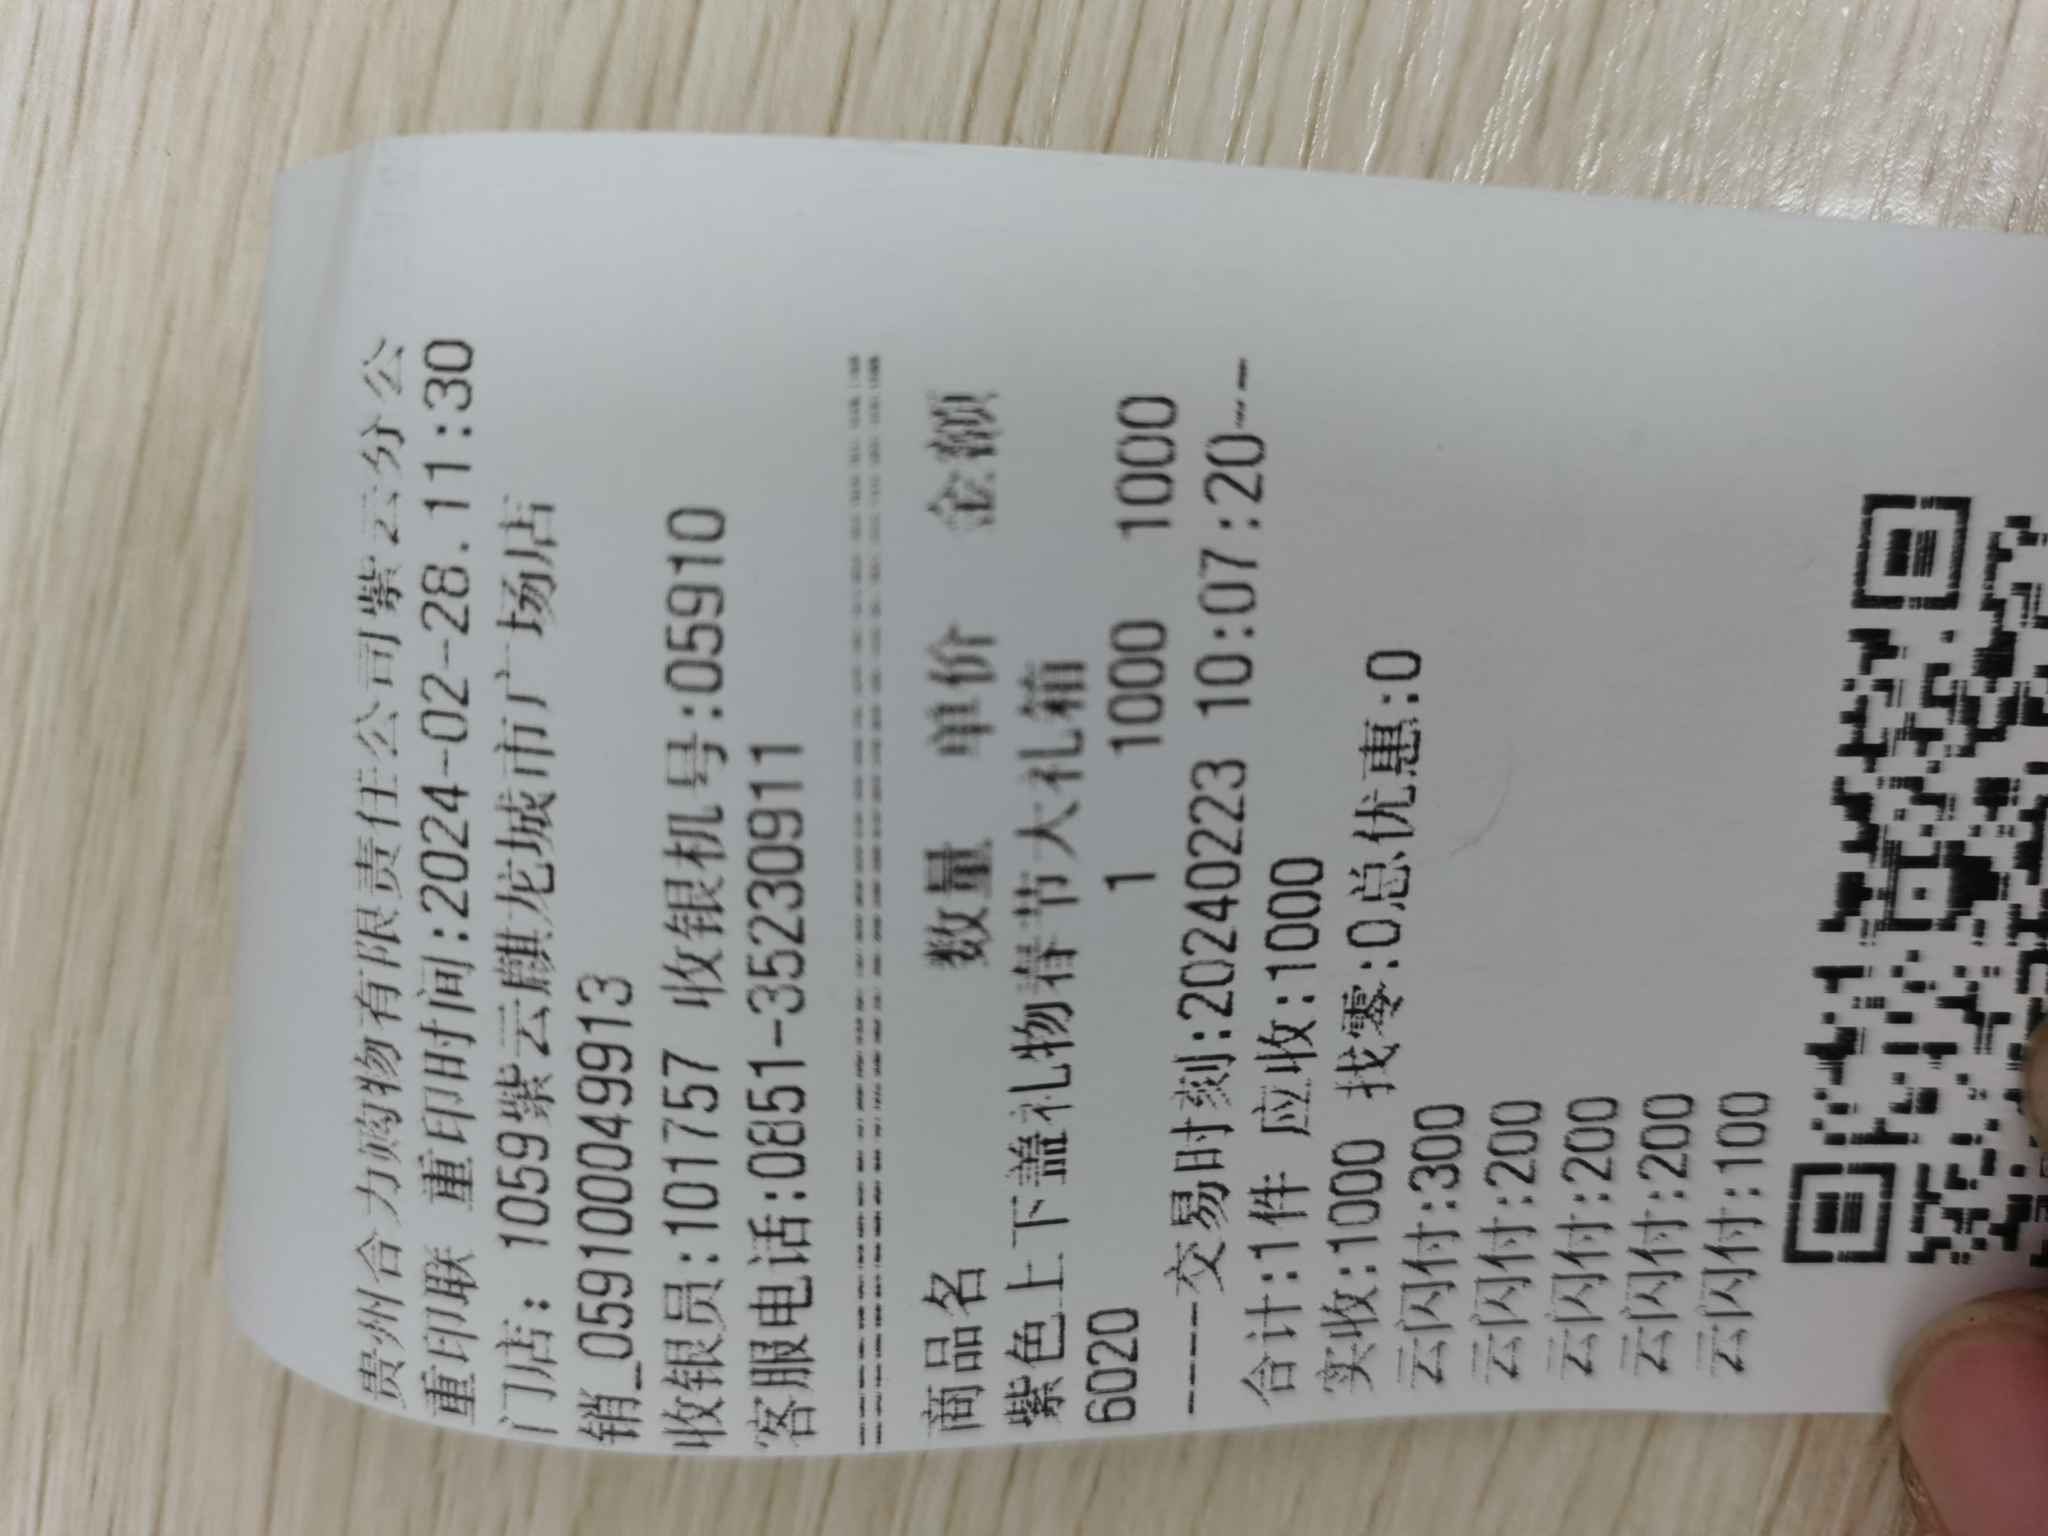 贵州合力购物有限责任公司紫云分公
重印联 重印时间:2024-02-28.11:30
门店: 1059紫云麒龙城市广场店
销_0591000049913
收银员:101757 收银机号:05910
客服电话:0851-35230911
================================
商品名 数量 单价 金额
紫色上下盖礼物春节大礼箱
6020 1 1000 1000
----交易时刻:20240223 10:07:20---
合计:1件 应收:1000
实收:1000 找零:0总优惠:0
云闪付:300
云闪付:200
云闪付:200
云闪付:200
云闪付:100